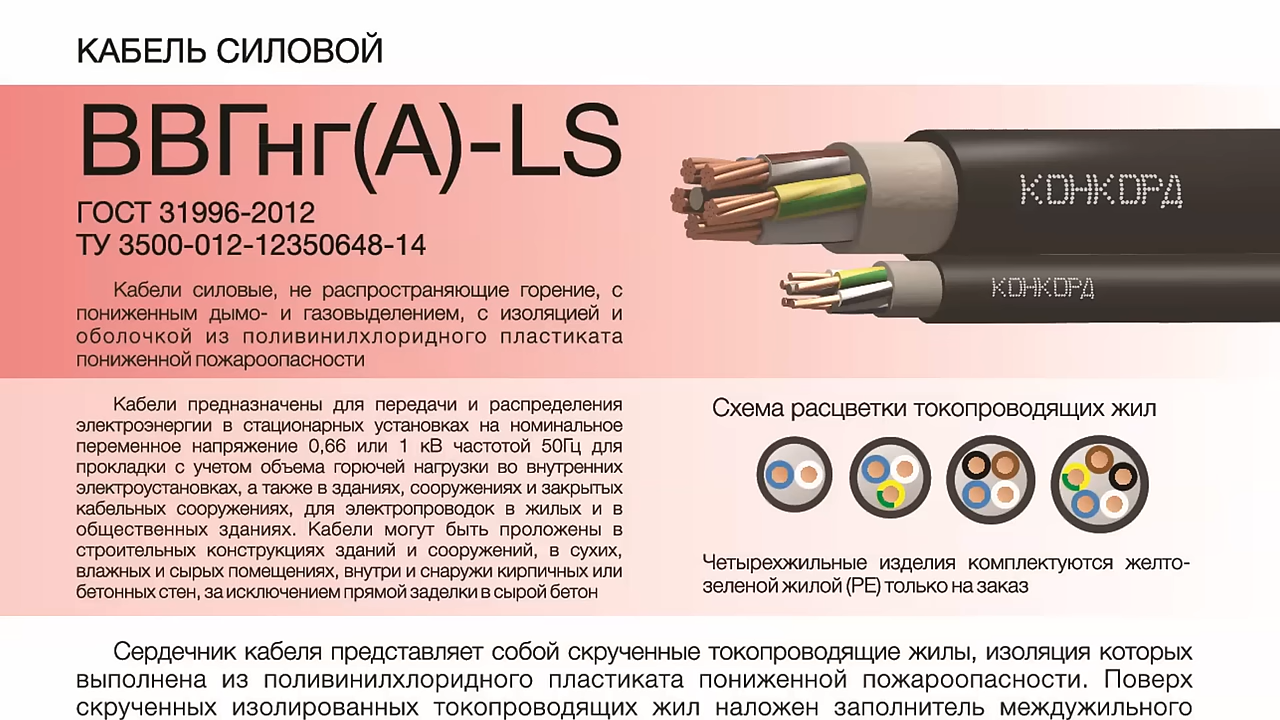 КАБЕЛЬ СИЛОВОЙ
ВВГнг(А)-LS
ГОСТ 31996-2012
ТУ 3500-012-12350648-14
Кабели силовые, не распространяющие горение, с
пониженным дымо- и газовыделением, с изоляцией и
оболочкой из поливинилхлоридного пластиката
пониженной пожароопасности
КОНКОРД
КОНКОРД
Кабели предназначены для передачи и распределения
электроэнергии в стационарных установках на номинальное
переменное напряжение 0,66 или 1 кВ частотой 50Гц для
прокладки с учетом объема горючей нагрузки во внутренних
электроустановках, а также в зданиях, сооружениях и закрытых
кабельных сооружениях, для электропроводок в жилых и в
общественных зданиях. Кабели могут быть проложены в
строительных конструкциях зданий и сооружений, в сухих,
влажных и сырых помещениях, внутри и снаружи кирпичных или
бетонных стен, за исключением прямой заделки в сырой бетон
Схема расцветки токопроводящих жил
Четырехжильные изделия комплектуются желто-
зеленой жилой (PE) только на заказ
Сердечник кабеля представляет собой скрученные токопроводящие жилы, изоляция которых
выполнена из поливинилхлоридного пластиката пониженной пожароопасности. Поверх
скрученных изолированных токопроводящих жил наложен заполнитель междужильного